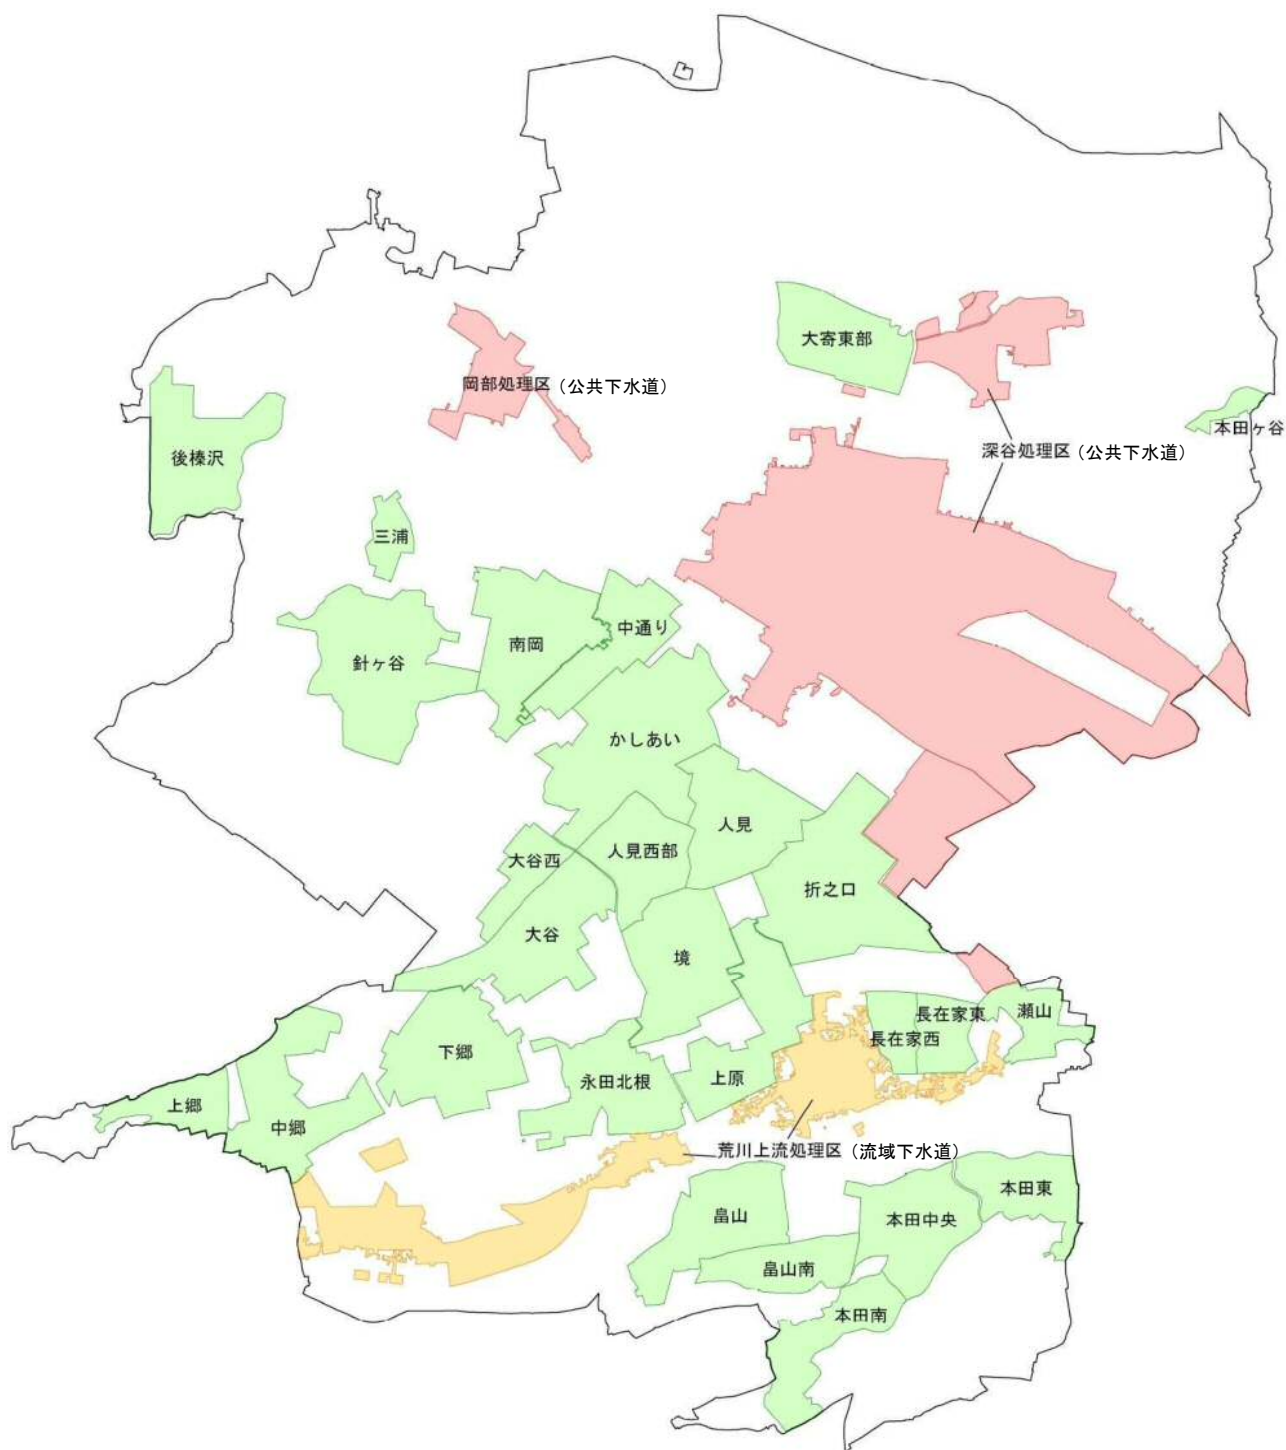 大寄東部
岡部処理区（公共下水道）
本田ヶ谷
深谷処理区（公共下水道）
後榛沢
三浦
中通り
南岡
針ヶ谷
かしあい
人見
人見西部
大谷西
折之口
大谷
境
瀬山
長在家東
長在家西
下郷
上原
永田北根
上郷
中郷
荒川上流処理区（流域下水道）
本田東
畠山
本田中央
畠山南
本田南